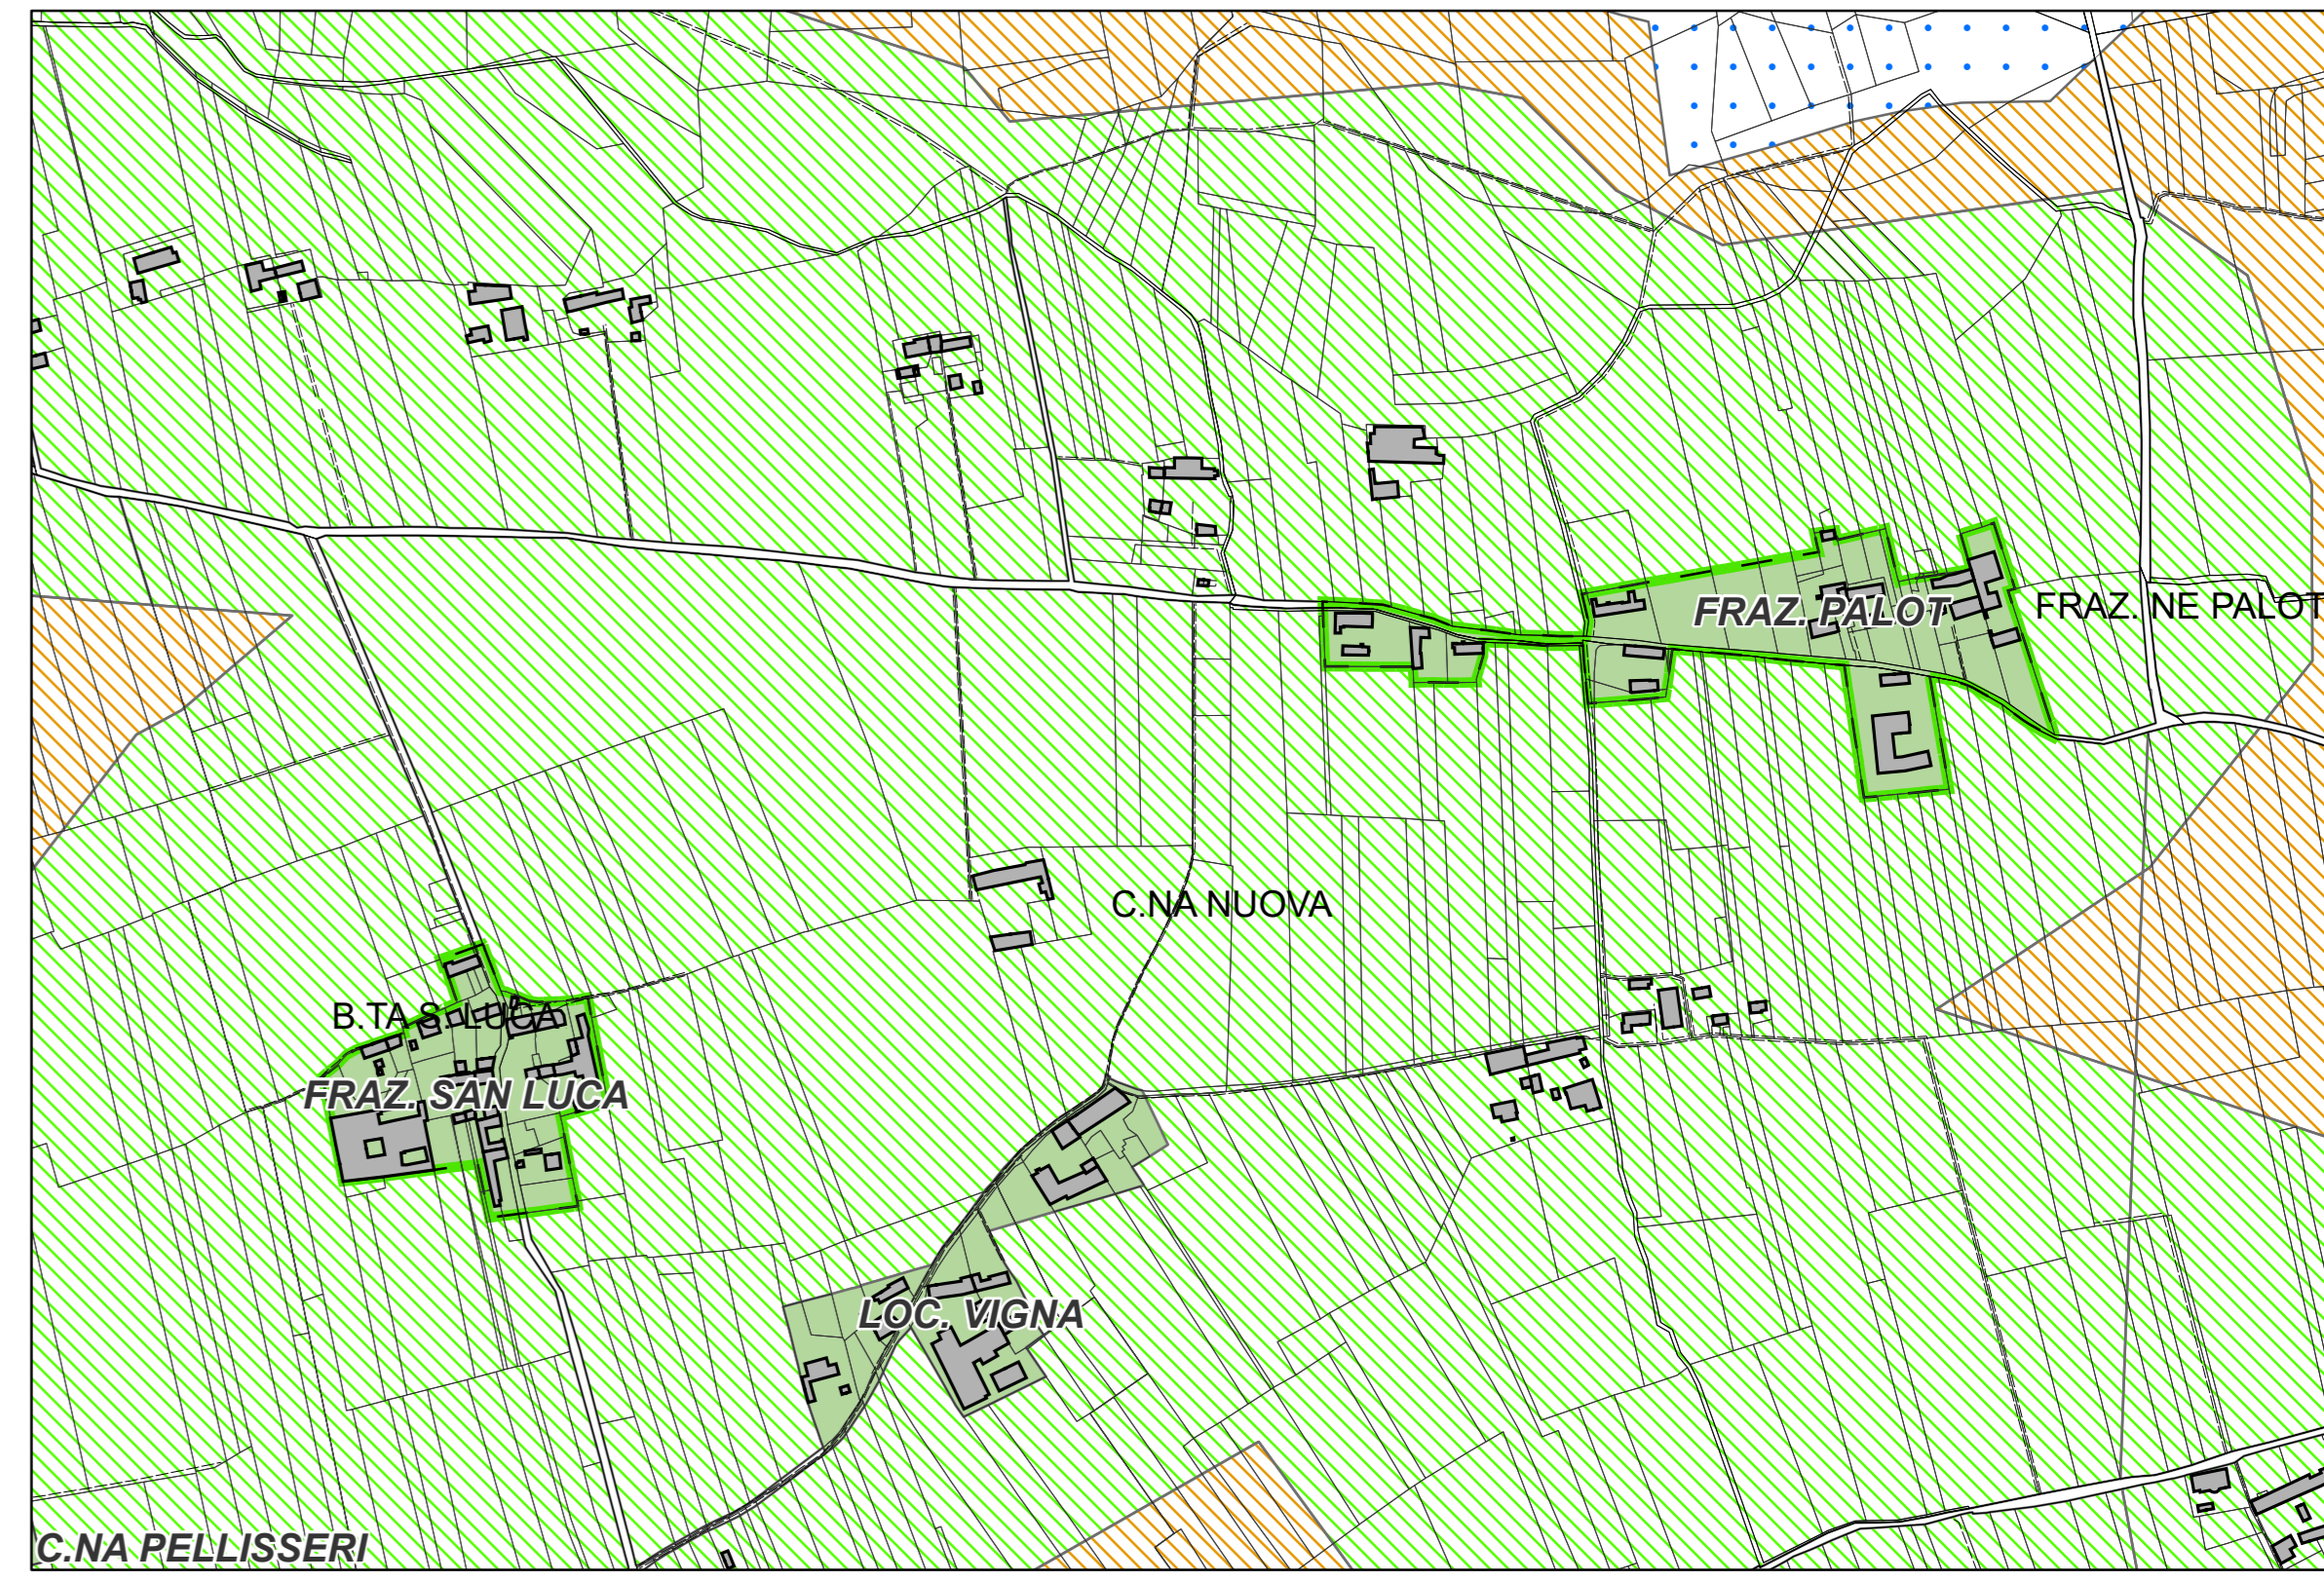 FRAZ. PALOT
FRAZ. NE PALOT
C.NA NUOVA
B.TA S. LUCA
FRAZ. SAN LUCA
LOC. VIGNA
C.NA PELLISSERI